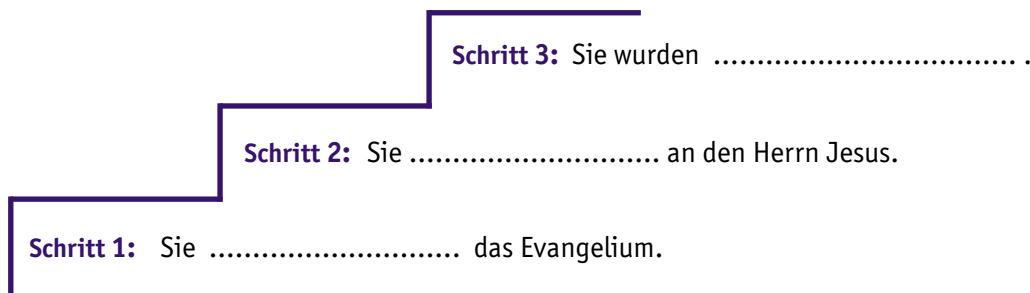 Schritt 3: Sie wurden ................................... .
Schritt 2: Sie ............................. an den Herrn Jesus.
Schritt 1: Sie ............................. das Evangelium.